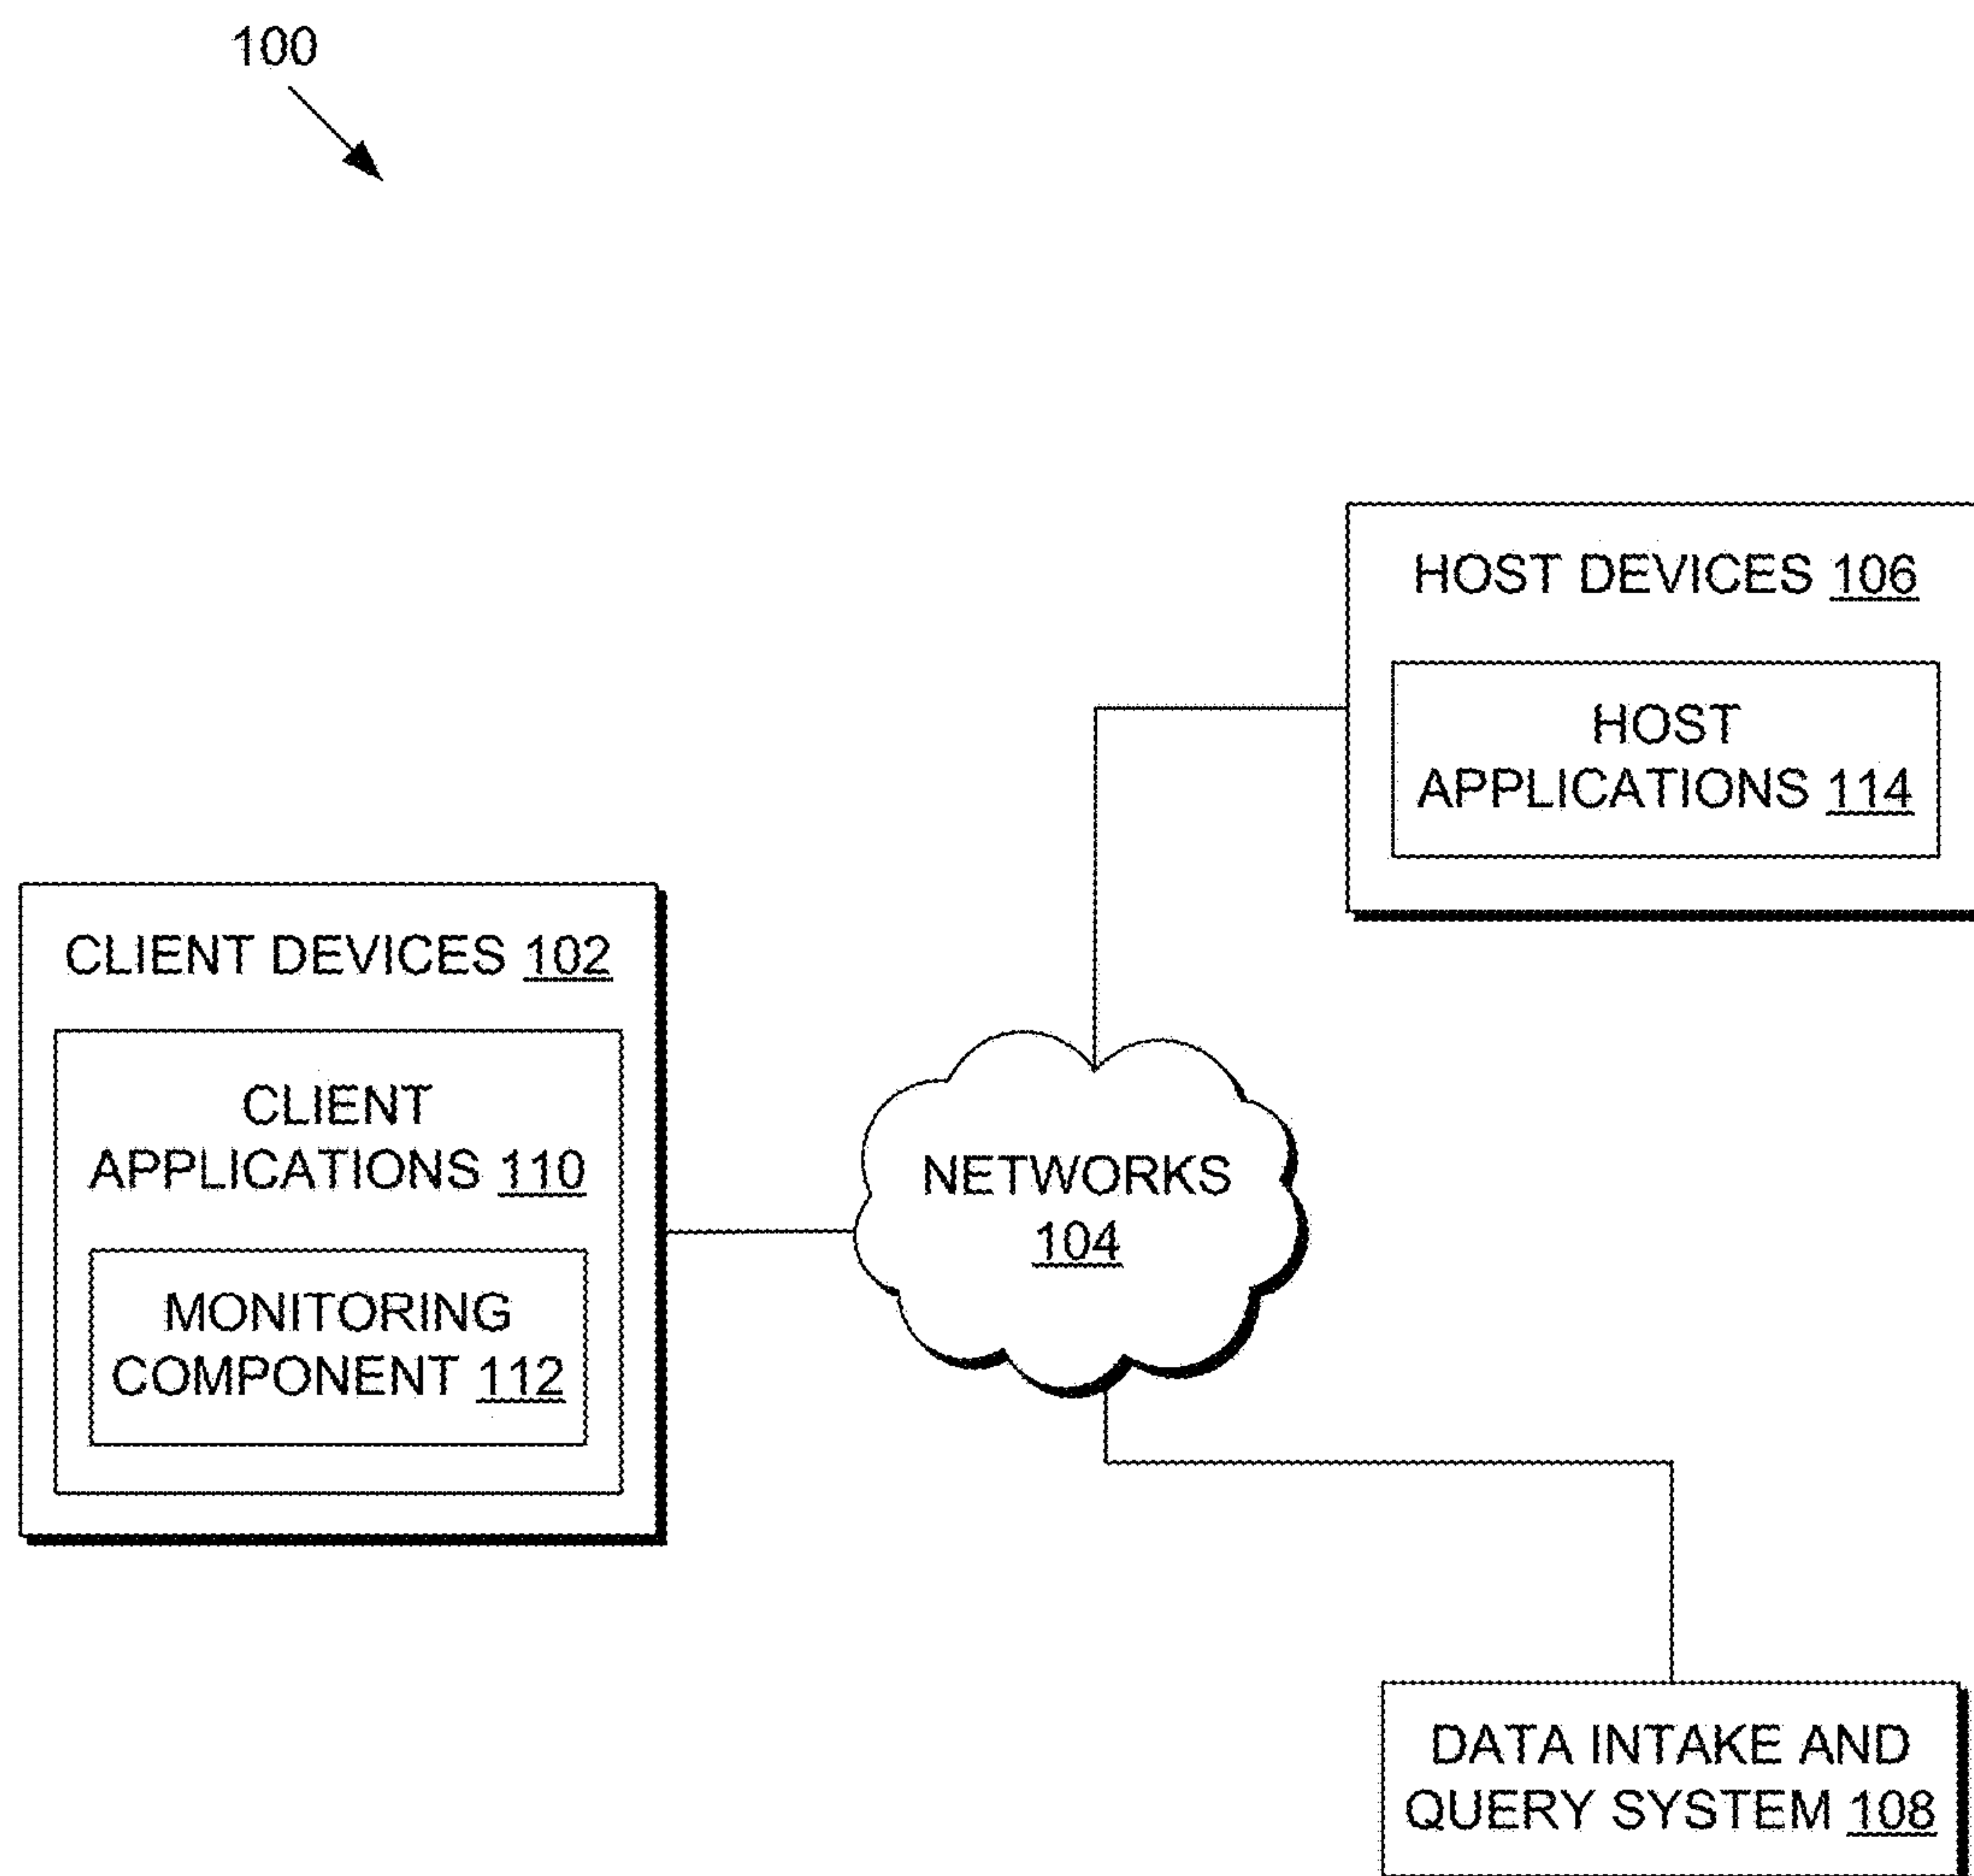 100
HOST DEVICES 106
HOST
APPLICATIONS 114
CLIENT DEVICES 102
CLIENT
APPLICATIONS 110
MONITORING
COMPONENT 112
NETWORKS
104
DATA INTAKE AND
QUERY SYSTEM 108